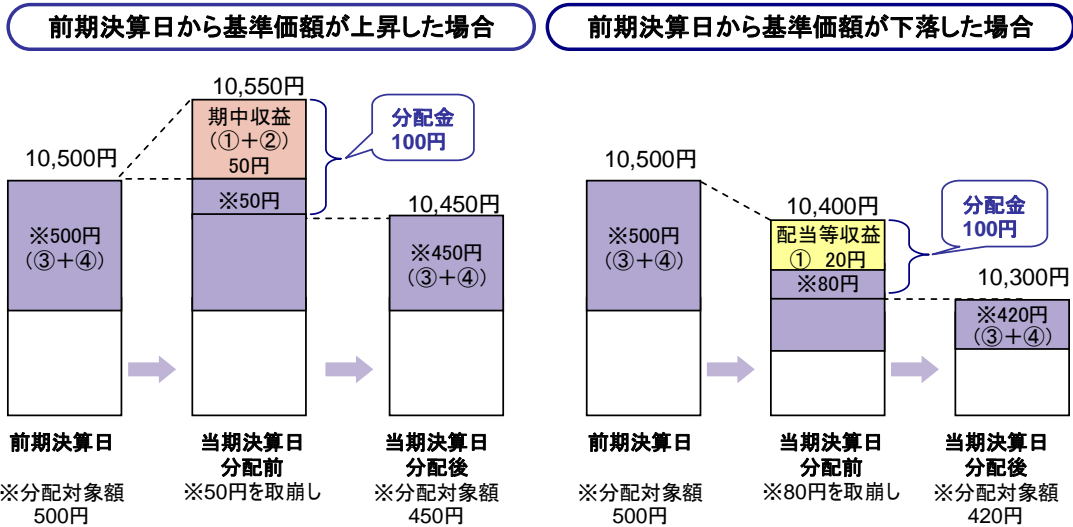 前期決算日から基準価額が上昇した場合
10,550円
期中収益
(①+②)
50円
分配金
100円
10,500円
※50円
10,450円
※500円
(③+④)
※450円
(③+④)
前期決算日
当期決算日
分配前
当期決算日
分配後
※分配対象額
500円
※50円を取崩し
※分配対象額
450円
前期決算日から基準価額が下落した場合
10,500円
10,400円
分配金
100円
※500円
(③+④)
配当等収益
① 20円
※80円
10,300円
※420円
(③+④)
前期決算日
当期決算日
分配前
当期決算日
分配後
※分配対象額
500円
※80円を取崩し
※分配対象額
420円